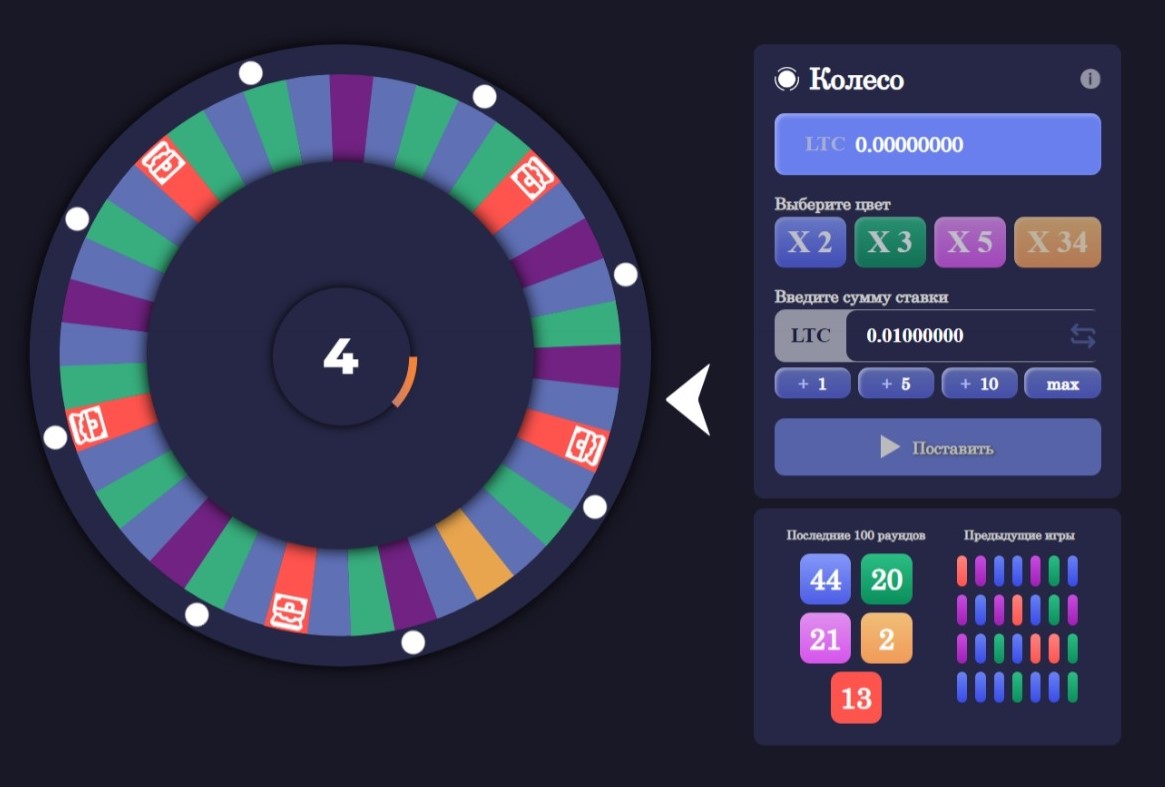 4
Колесо
i
LTC 0.00000000
Выберите цвет
X 2 X 3 X 5 X 34
Введите сумму ставки
LTC 0.01000000
+ 1 + 5 + 10 max
Поставить
Последние 100 раундов
44 20
21 2
13
Предыдущие игры